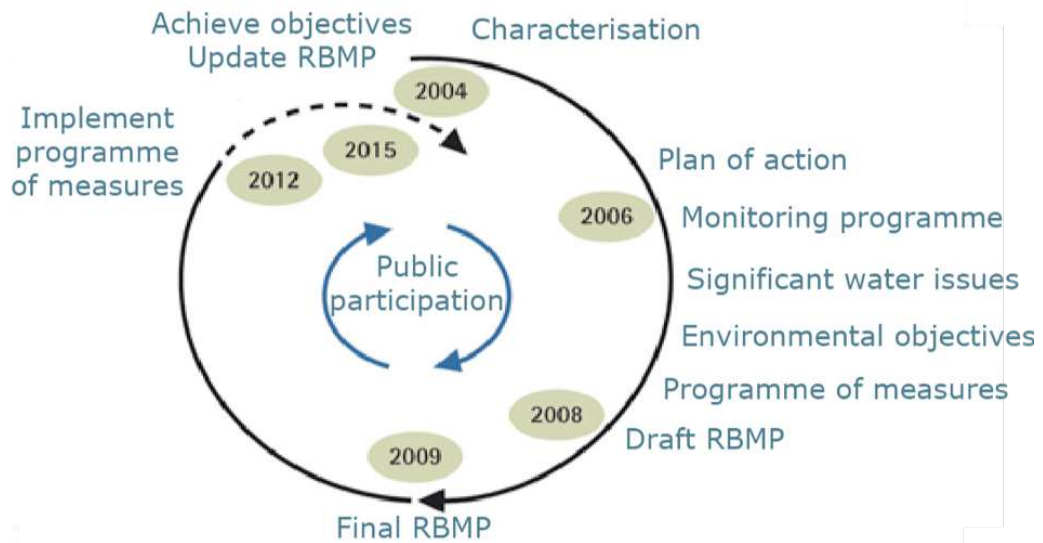 Achieve objectives
Update RBMP
Characterisation
2004
Implement
programme
of measures
2015
2012
Plan of action
2006
Monitoring programme
Public
participation
Significant water issues
Environmental objectives
Programme of measures
2008
Draft RBMP
2009
Final RBMP